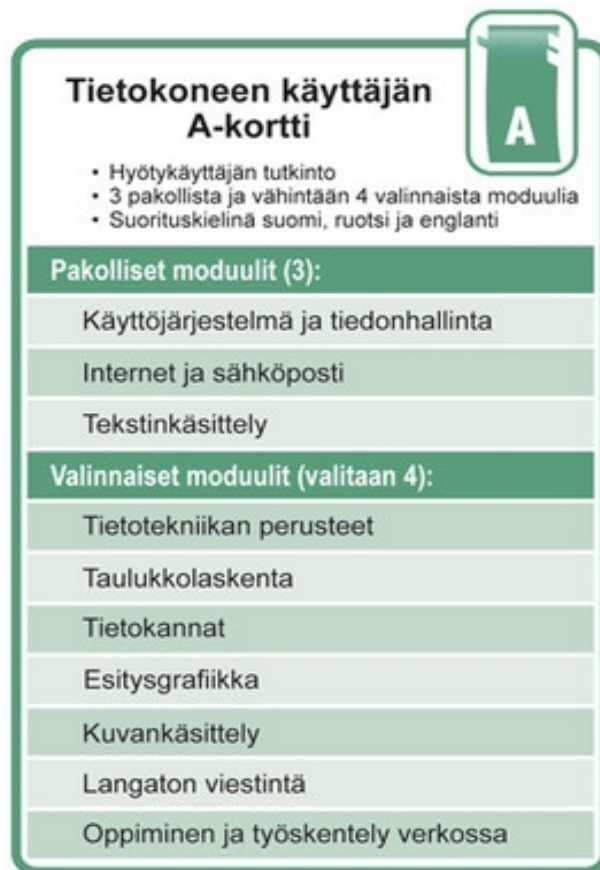 A
Tietokoneen käyttäjän
A-kortti
• Hyötykäyttäjän tutkinto
• 3 pakollista ja vähintään 4 valinnaista moduulia
• Suorituskielinä suomi, ruotsi ja englanti
Pakolliset moduulit (3):
Käyttöjärjestelmä ja tiedonhallinta
Internet ja sähköposti
Tekstinkäsittely
Valinnaiset moduulit (valitaan 4):
Tietotekniikan perusteet
Taulukkolaskenta
Tietokannat
Esitysgrafiikka
Kuvankäsittely
Langaton viestintä
Oppiminen ja työskentely verkossa